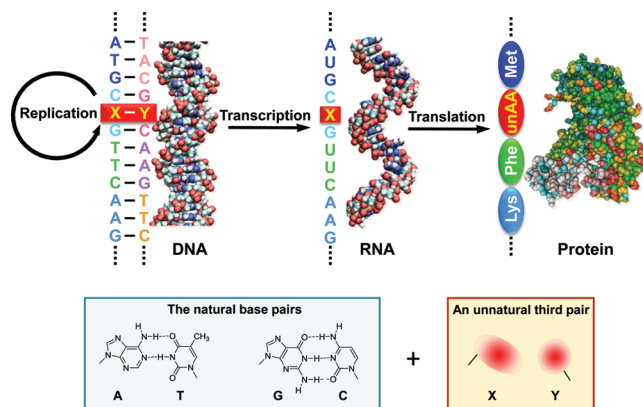 A–T
T–A
G–C
C–G
X–Y
G–C
T–A
T–A
C–G
A–T
A–T
G–C
Replication
DNA
Transcription
A
U
G
C
X
G
U
U
C
A
A
G
RNA
Translation
Met
unAA
Phe
Lys
Protein
The natural base pairs
A T G C
+
An unnatural third pair
X Y